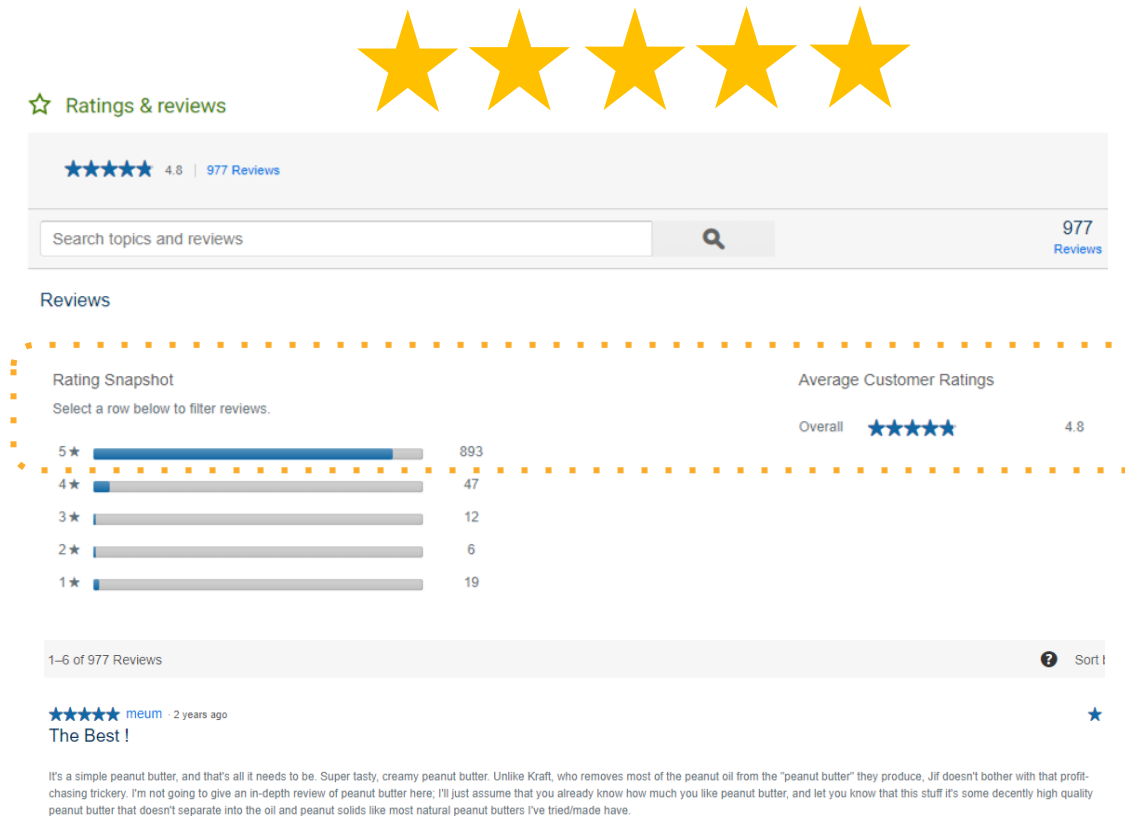 Ratings & reviews
4.8 | 977 Reviews
Search topics and reviews
977
Reviews
Reviews
Rating Snapshot
Average Customer Ratings
Select a row below to filter reviews.
Overall 4.8
5★ 893
4★ 47
3★ 12
2★ 6
1★ 19
1–6 of 977 Reviews
? Sort
meum · 2 years ago
The Best !
It's a simple peanut butter, and that's all it needs to be. Super tasty, creamy peanut butter. Unlike Kraft, who removes most of the peanut oil from the "peanut butter" they produce, Jif doesn't bother with that profit-
chasing trickery. I'm not going to give an in-depth review of peanut butter here; I'll just assume that you already know how much you like peanut butter, and let you know that this stuff it's some decently high quality
peanut butter that doesn't separate into the oil and peanut solids like most natural peanut butters I've tried/made have.